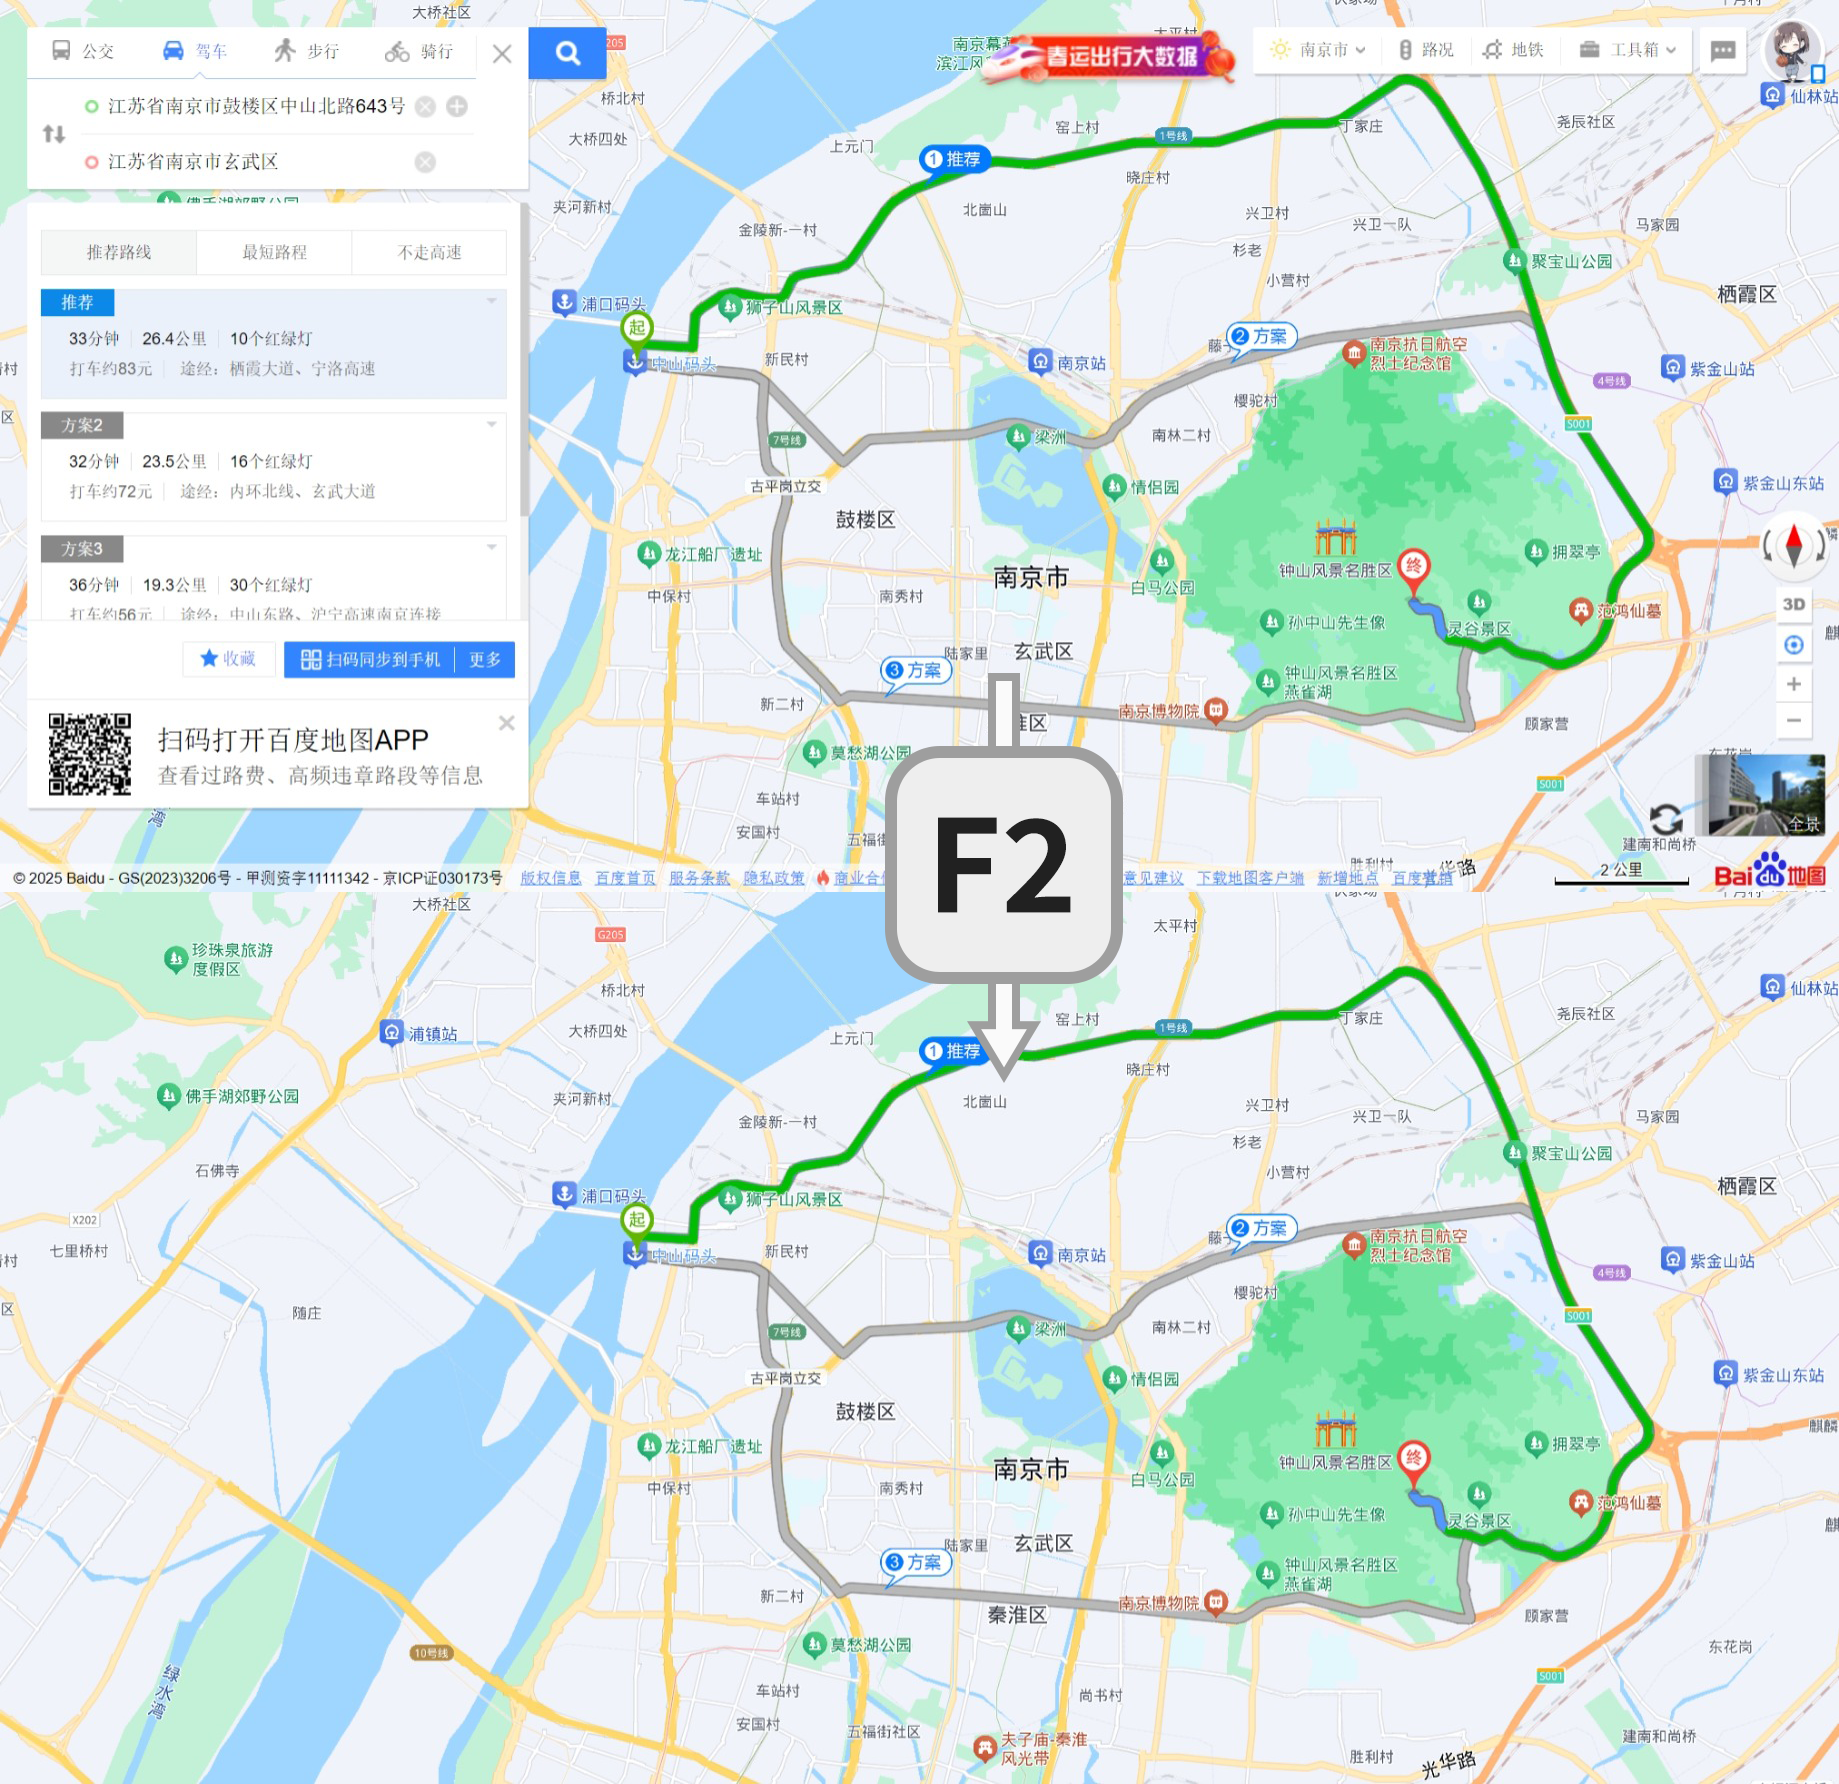 大桥社区
公交 驾车 步行 骑行
江苏省南京市鼓楼区中山北路643号
江苏省南京市玄武区
推荐路线 最短路程 不走高速
推荐
33分钟 26.4公里 10个红绿灯
打车约83元 途经：栖霞大道、宁洛高速
方案2
32分钟 23.5公里 16个红绿灯
打车约72元 途经：内环北线、玄武大道
方案3
36分钟 19.3公里 30个红绿灯
打车约56元 途经：中山东路、沪宁高速南京连接
收藏 扫码同步到手机 更多
扫码打开百度地图APP
查看过路费、高频违章路段等信息
春运出行大数据
南京市 路况 地铁 工具箱
仙林站
桥北村
大桥四处
上元门
窑上村
丁家庄
尧辰社区
1号线
1 推荐
晓庄村
夹河新村
金陵新-一村
北崮山
兴卫村
兴卫一队
马家园
杉老
聚宝山公园
小营村
栖霞区
浦口码头
狮子山风景区
起
中山码头
新民村
南京站
2 方案
南京抗日航空
烈士纪念馆
4号线
紫金山站
樱驼村
S001
7号线
梁洲
南林二村
古平岗立交
情侣园
紫金山东站
鼓楼区
龙江船厂遗址
南京市
白马公园
钟山风景名胜区
终
拥翠亭
中保村
南秀村
孙中山先生像
灵谷景区
范鸿仙墓
3D
陆家里
玄武区
3 方案
钟山风景名胜区
燕雀湖
新二村
南京博物院
顾家营
莫愁湖公园
车站村
S001
安国村
建南和尚桥
全景
F2
© 2025 Baidu - GS(2023)3206号 - 甲测资字11111342 - 京ICP证030173号 版权信息 百度首页 服务条款 隐私政策 商业合 意见建议 下载地图客户端 新增地点 百度营销
2 公里
Bai du 地图
大桥社区
珍珠泉旅游
度假区
G205
太平村
桥北村
仙林站
浦镇站
大桥四处
上元门
窑上村
丁家庄
尧辰社区
1号线
1 推荐
晓庄村
佛手湖郊野公园
夹河新村
金陵新-一村
北崮山
兴卫村
兴卫一队
马家园
杉老
聚宝山公园
石佛寺
小营村
栖霞区
浦口码头
狮子山风景区
X202
起
七里桥村
中山码头
新民村
南京站
2 方案
南京抗日航空
烈士纪念馆
4号线
紫金山站
樱驼村
随庄
S001
7号线
梁洲
南林二村
古平岗立交
情侣园
紫金山东站
鼓楼区
麒麟
龙江船厂遗址
南京市
白马公园
钟山风景名胜区
终
拥翠亭
中保村
南秀村
孙中山先生像
灵谷景区
范鸿仙墓
陆家里
玄武区
3 方案
钟山风景名胜区
燕雀湖
新二村
秦淮区
南京博物院
顾家营
10号线
莫愁湖公园
东花岗
绿水湾
车站村
尚书村
S001
安国村
五福街社区
夫子庙-秦淮
风光带
胜利村
光华路
建南和尚桥